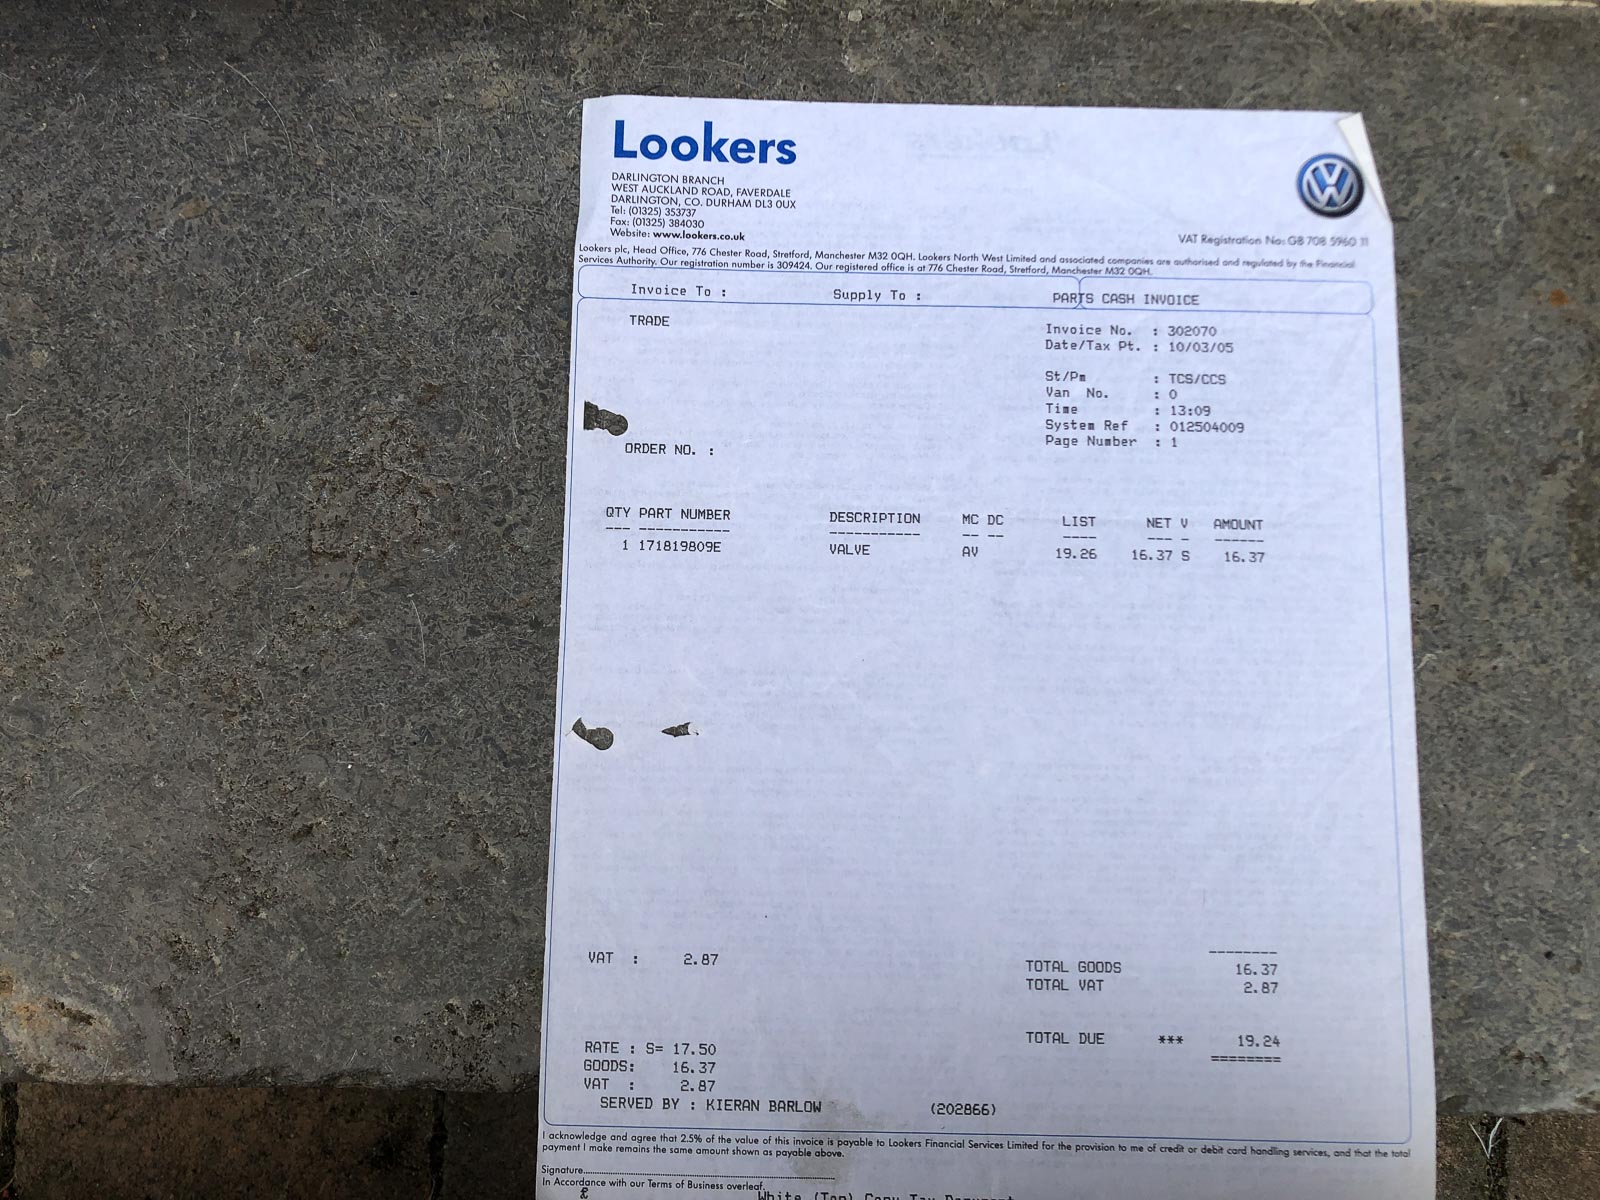 Lookers
DARLINGTON BRANCH
WEST AUCKLAND ROAD, FAVERDALE
DARLINGTON, CO. DURHAM DL3 0UX
Tel: (01325) 353737
Fax: (01325) 384030
Website: www.lookers.co.uk
VAT Registration No: GB 708 5960 11
Lookers plc, Head Office, 776 Chester Road, Stretford, Manchester M32 0QH. Lookers North West Limited and associated companies are authorised and regulated by the Financial
Services Authority. Our registration number is 309424. Our registered office is at 776 Chester Road, Stretford, Manchester M32 0QH.
Invoice To : Supply To : PARTS CASH INVOICE
TRADE
Invoice No. : 302070
Date/Tax Pt. : 10/03/05
St/Pm : TCS/CCS
Van No. : 0
Time : 13:09
System Ref : 012504009
Page Number : 1
ORDER NO. :
QTY PART NUMBER DESCRIPTION MC DC LIST NET V AMOUNT
1 171819809E VALVE AV 19.26 16.37 S 16.37
VAT : 2.87
TOTAL GOODS 16.37
TOTAL VAT 2.87
TOTAL DUE *** 19.24
RATE : S= 17.50
GOODS: 16.37
VAT : 2.87
SERVED BY : KIERAN BARLOW (202866)
I acknowledge and agree that 2.5% of the value of this invoice is payable to Lookers Financial Services Limited for the provision to me of credit or debit card handling services, and that the total
payment I make remains the same amount shown as payable above.
Signature
In Accordance with our Terms of Business overleaf.
White (Top) Copy Tax Document